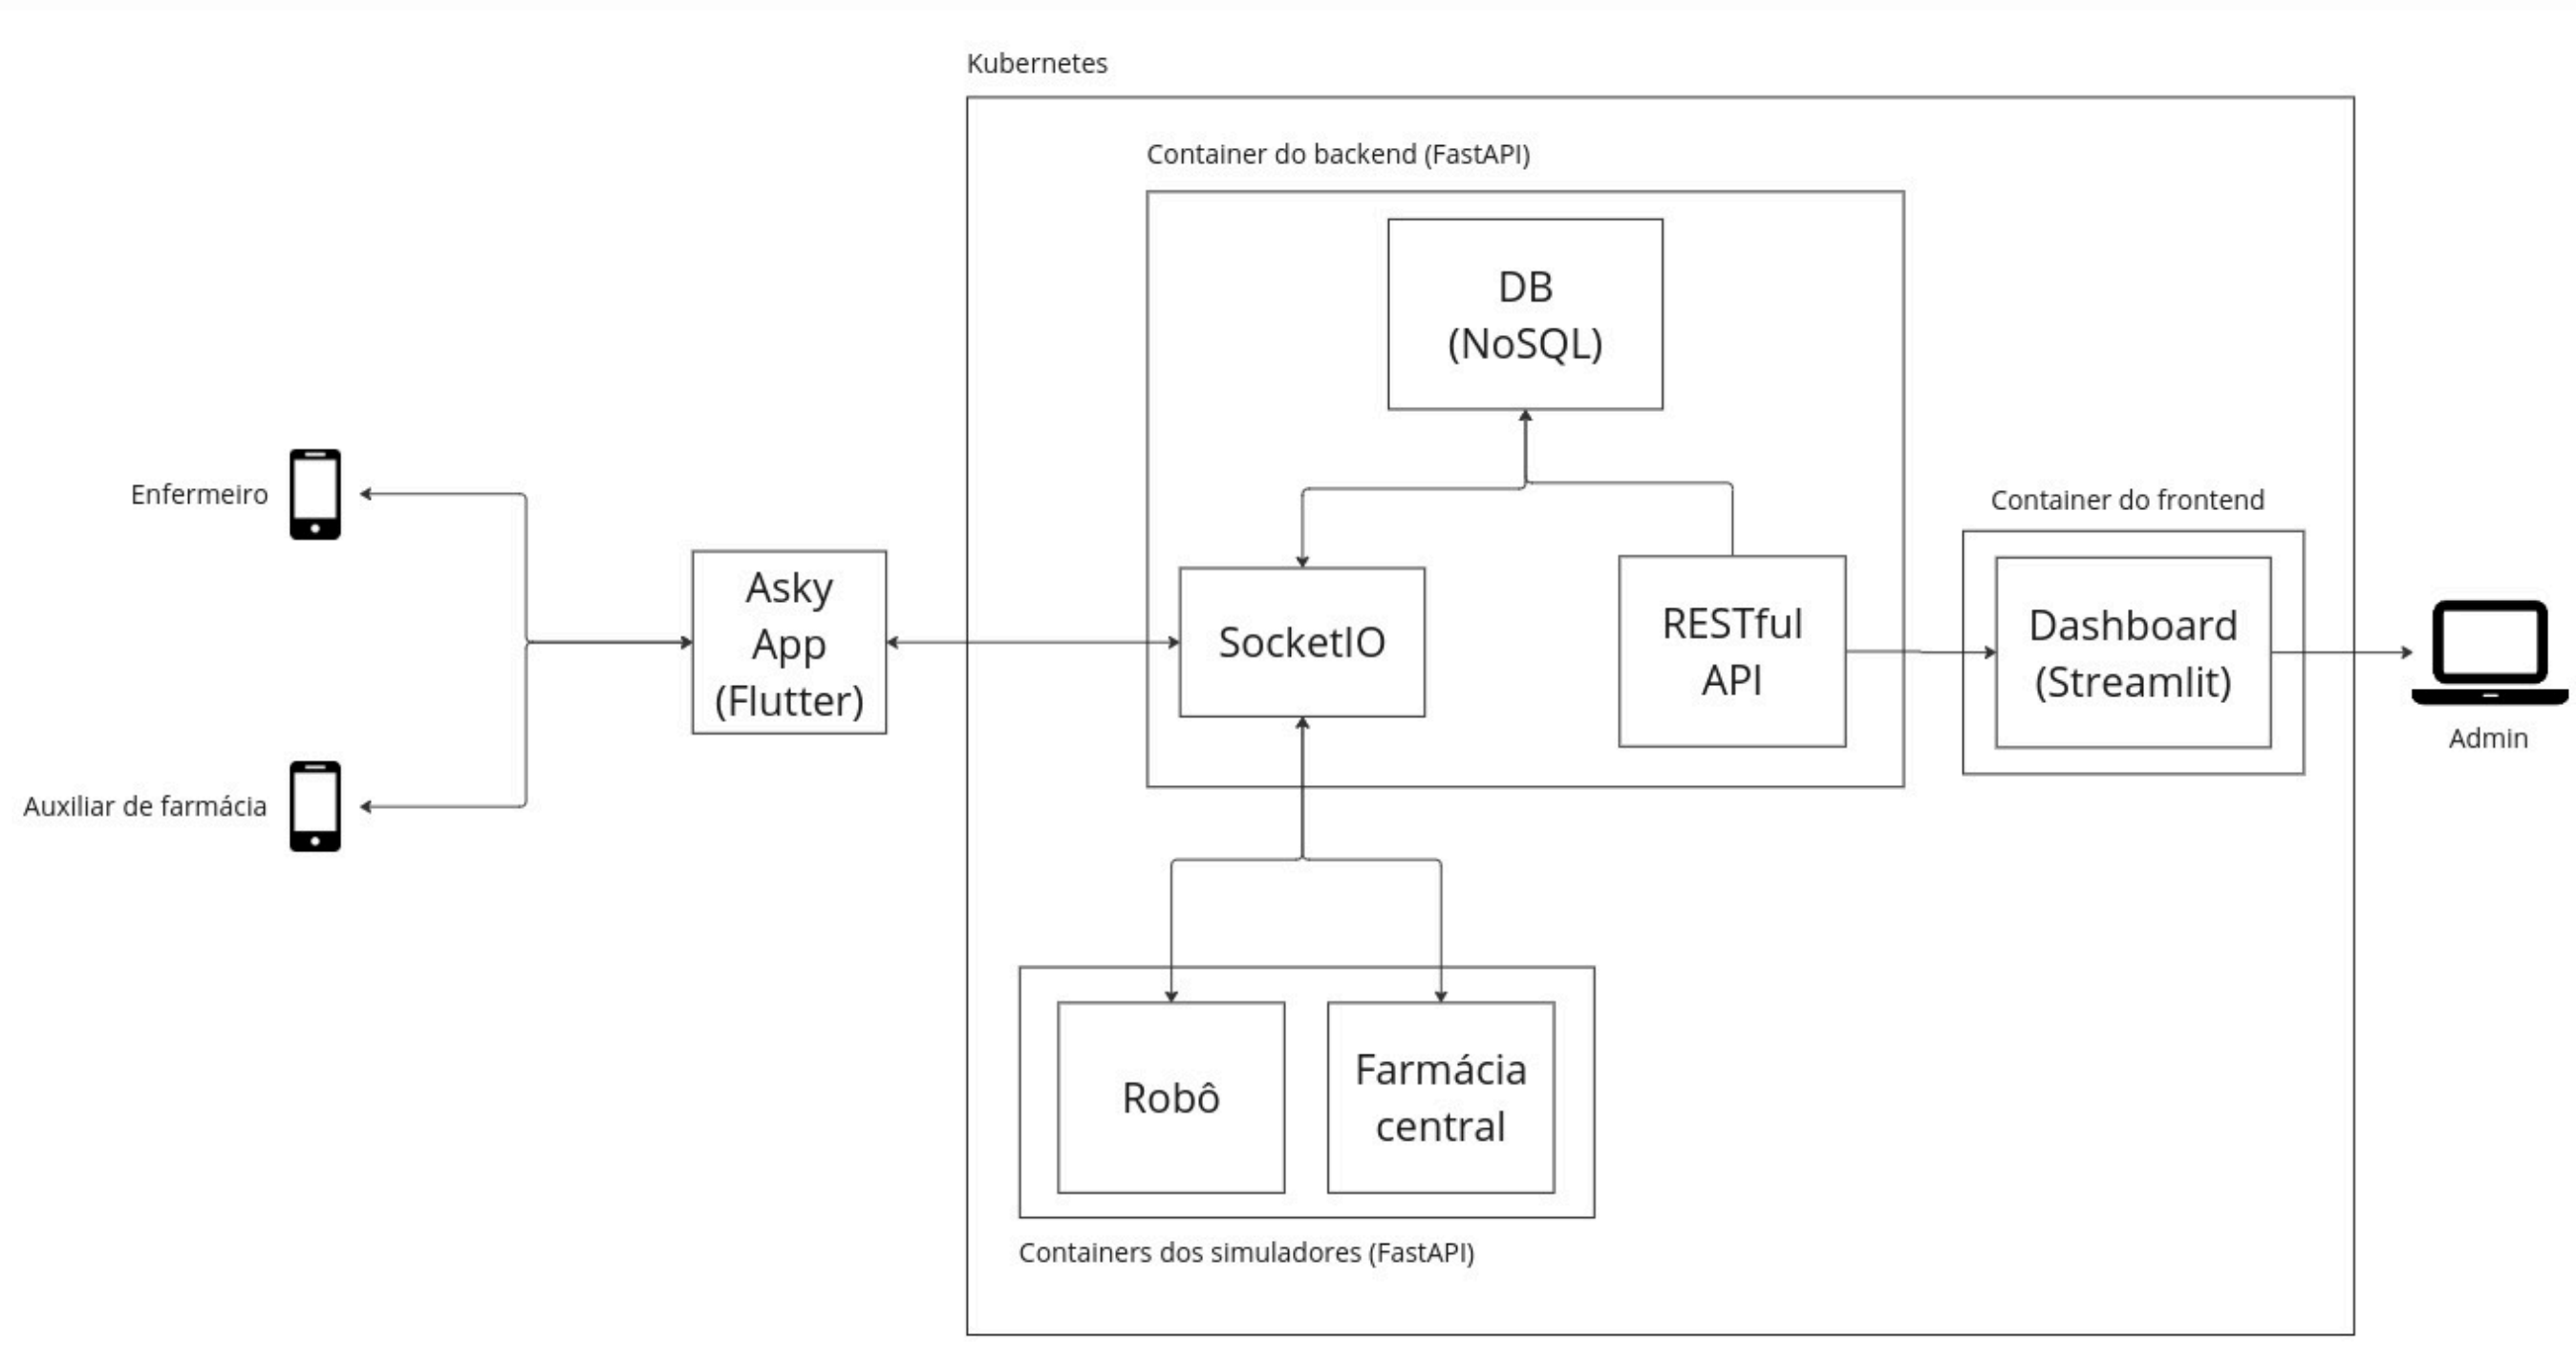 Kubernetes
Container do backend (FastAPI)
DB
(NoSQL)
Enfermeiro
Auxiliar de farmácia
Asky
App
(Flutter)
SocketIO
RESTful
API
Container do frontend
Dashboard
(Streamlit)
Admin
Robô
Farmácia
central
Containers dos simuladores (FastAPI)